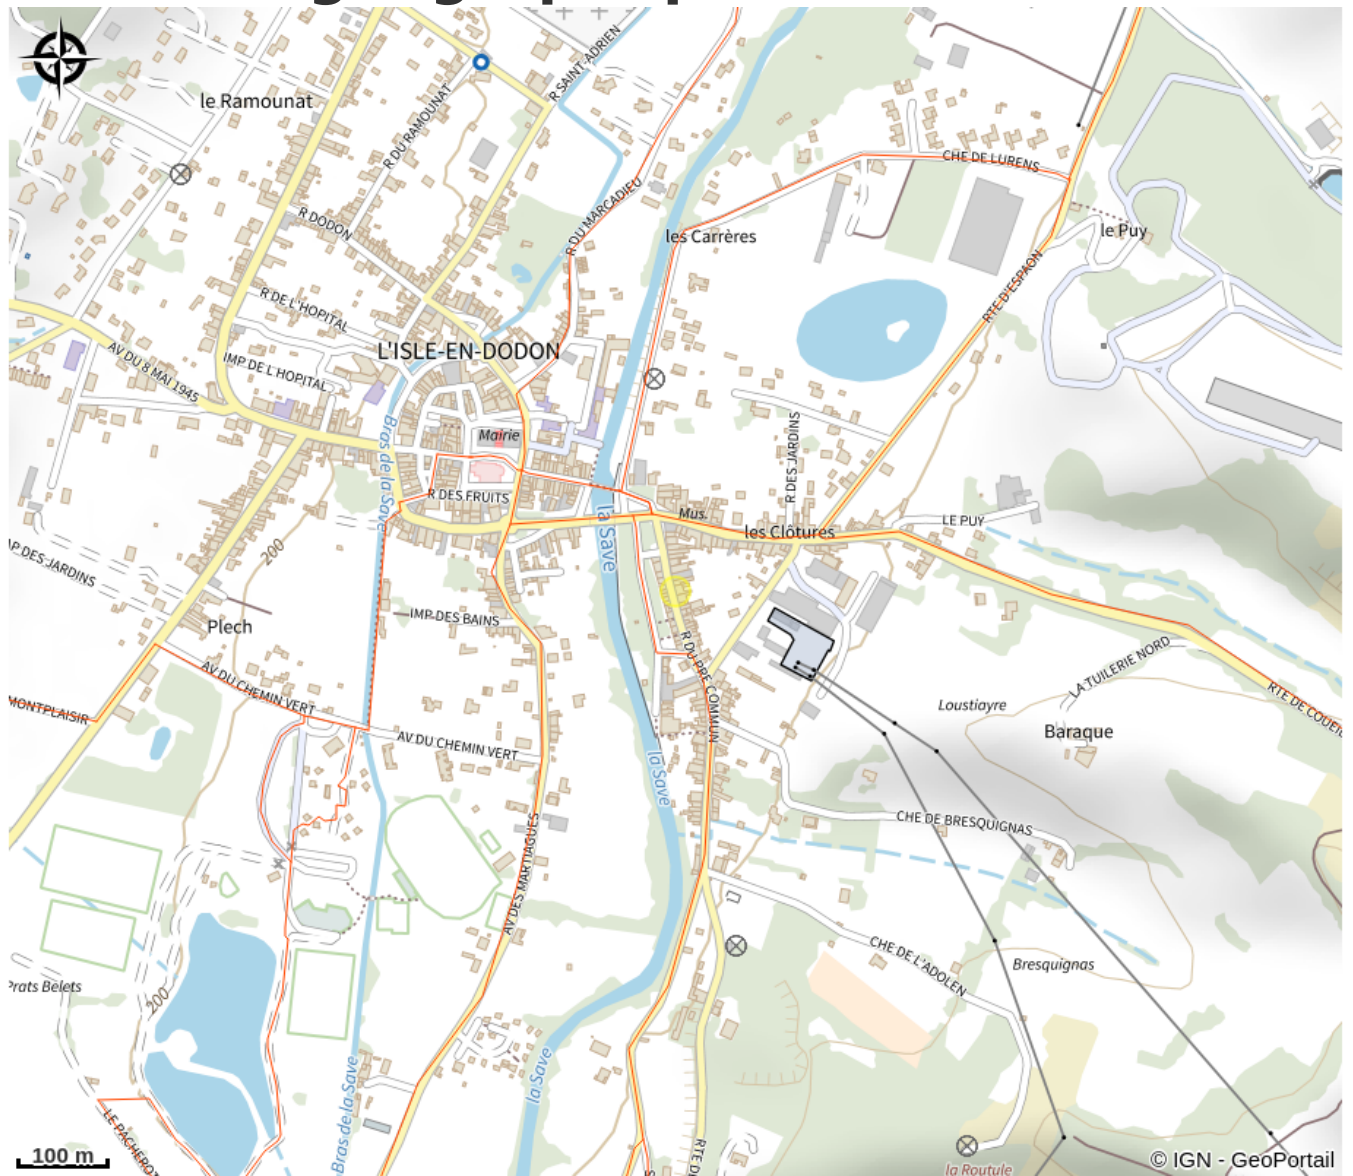 R SAINT-ADRIEN
le Ramounat
R DU RAMOUNAT
CHE DE LURENS
R DU MARCADIEU
R DODON
les Carrères
le Puy
RTE D'ESPAON
R DE L'HOPITAL
L'ISLE-EN-DODON
IMP DE L'HOPITAL
AV DU 8 MAI 1945
Bras de la Save
Mairie
R DES JARDINS
R DES FRUITS
Mus.
les Clôtures
LE PUY
la Save
200
P DES JARDINS
IMP DES BAINS
Plech
R DU PRE COMMUN
LA TUILERIE NORD
AV DU CHEMIN VERT
MONTPLAISIR
Loustiayre
RTE DE COUEIL
Baraque
AV DU CHEMIN VERT
la Save
CHE DE BRESQUIGNAS
AV DES MARTIAGUES
CHE DE L'ADOLEN
Bresquignas
Prats Belets
200
la Save
Bras de la Save
LE PACHEROT
RTE DE
la Routule
100 m
© IGN - GeoPortail